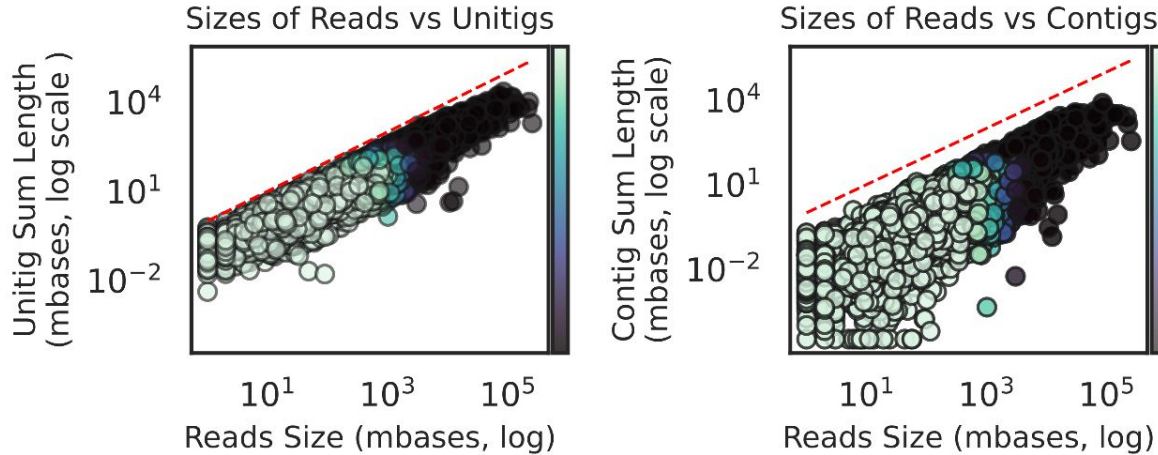 Sizes of Reads vs Unitigs
Unitig Sum Length
(mbases, log scale )
10^4
10^1
10^-2
10^1 10^3 10^5
Reads Size (mbases, log)
Sizes of Reads vs Contigs
Contig Sum Length
(mbases, log scale)
10^4
10^1
10^-2
10^1 10^3 10^5
Reads Size (mbases, log)